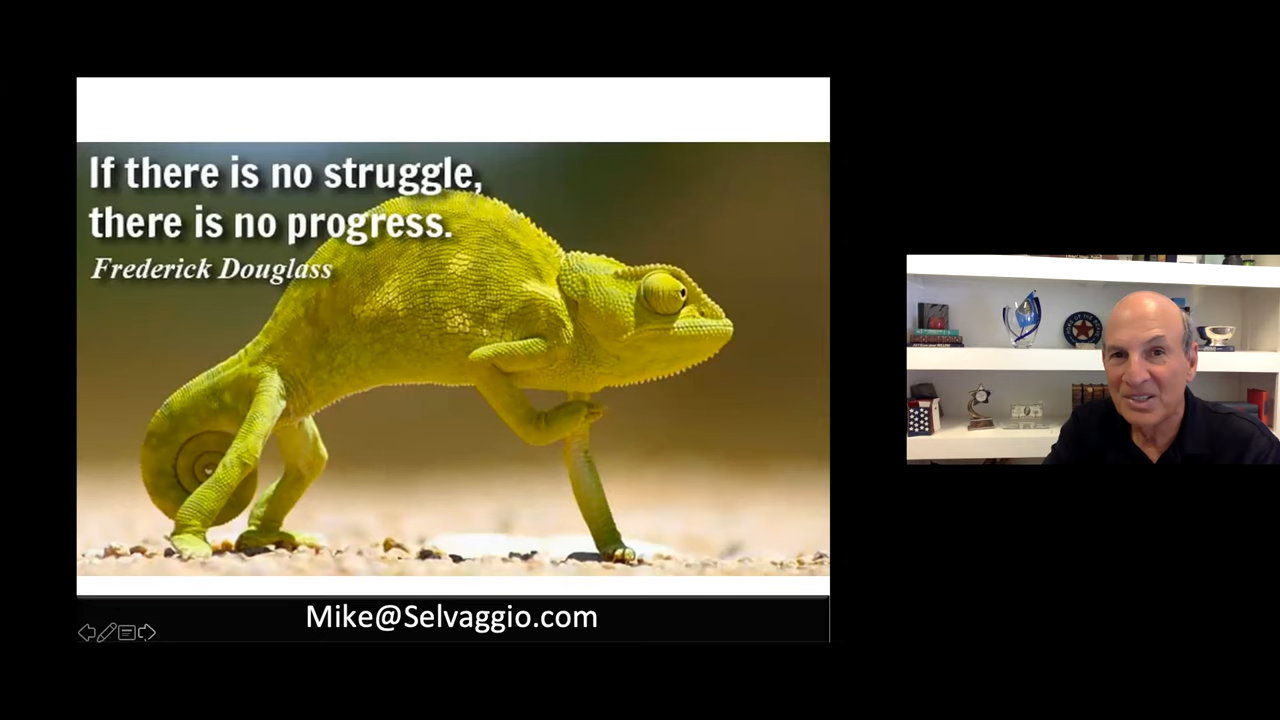 If there is no struggle,
there is no progress.
Frederick Douglass
Mike@Selvaggio.com